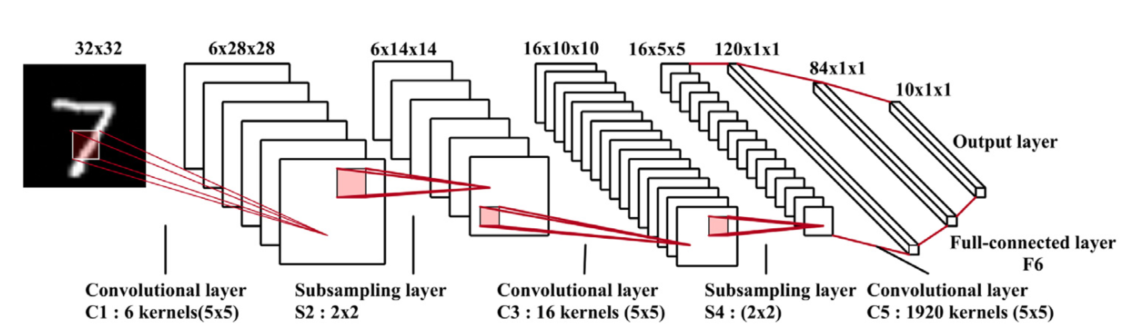 32x32
6x28x28
6x14x14
16x10x10
16x5x5
120x1x1
84x1x1
10x1x1
Output layer
Full-connected layer
F6
Convolutional layer
C1 : 6 kernels(5x5)
Subsampling layer
S2 : 2x2
Convolutional layer
C3 : 16 kernels (5x5)
Subsampling layer
S4 : (2x2)
Convolutional layer
C5 : 1920 kernels (5x5)